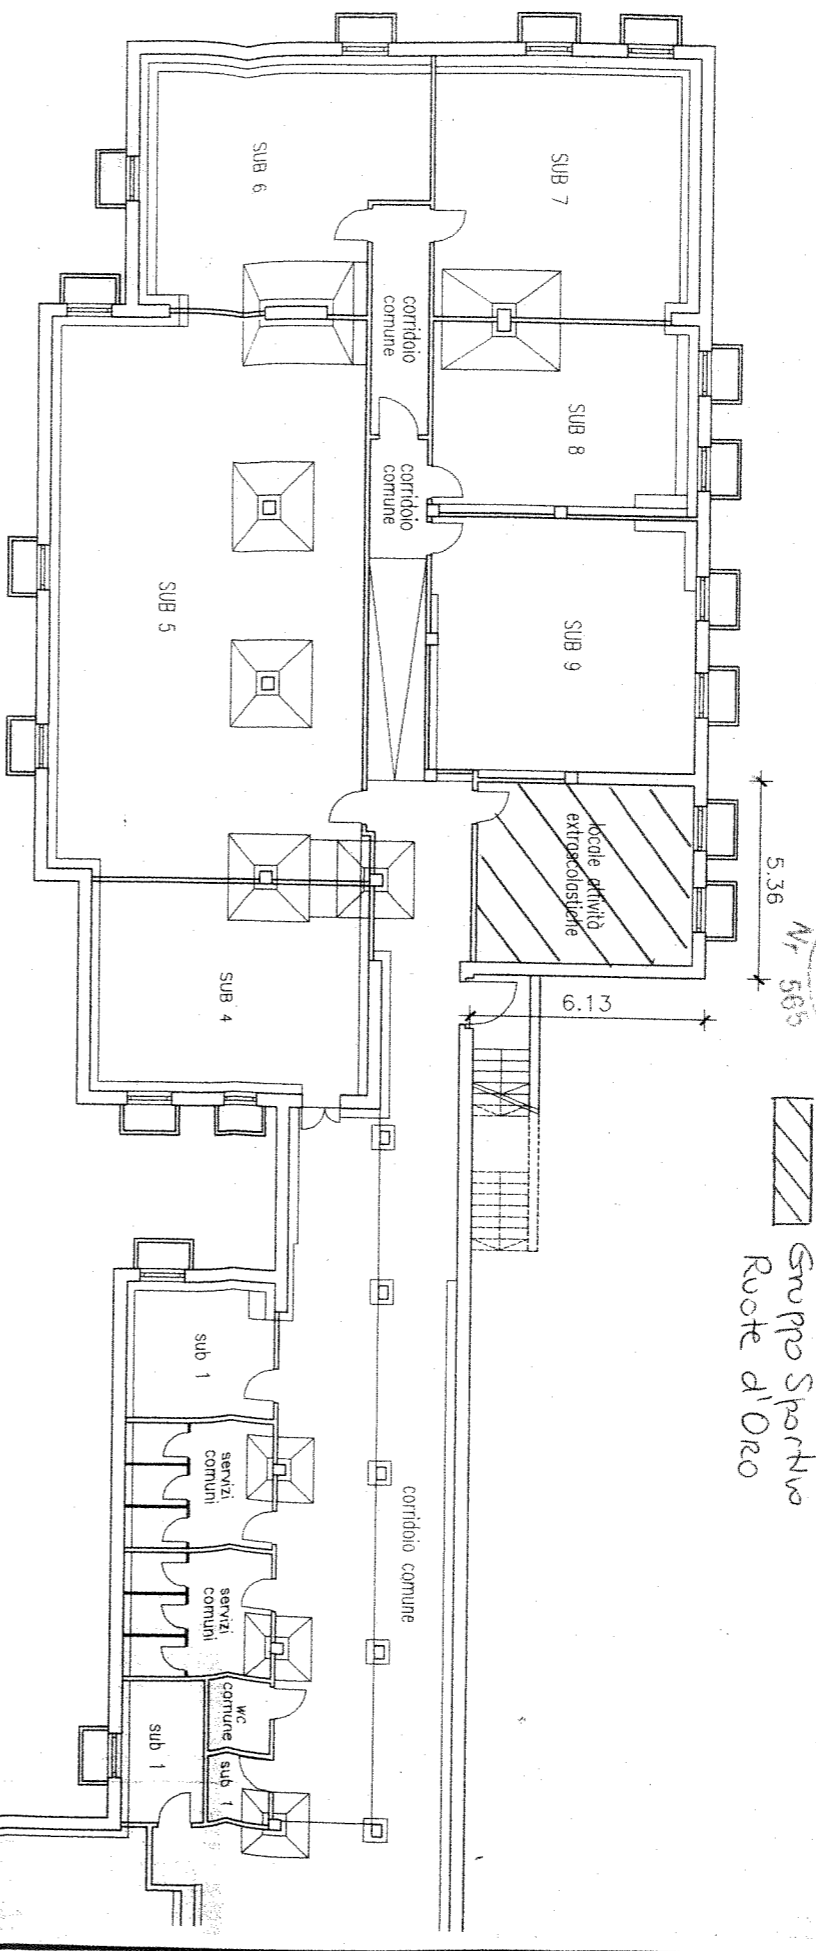 SUB 7
SUB 6
corridoio
comune
SUB 8
corridoio
comune
SUB 9
SUB 5
locale attività
extrascolastiche
5.36
6.13
SUB 4
Gruppo Sportivo
Ruote d'Oro
sub 1
servizi
comuni
corridoio comune
servizi
comuni
wc
comune
sub 1
sub 1